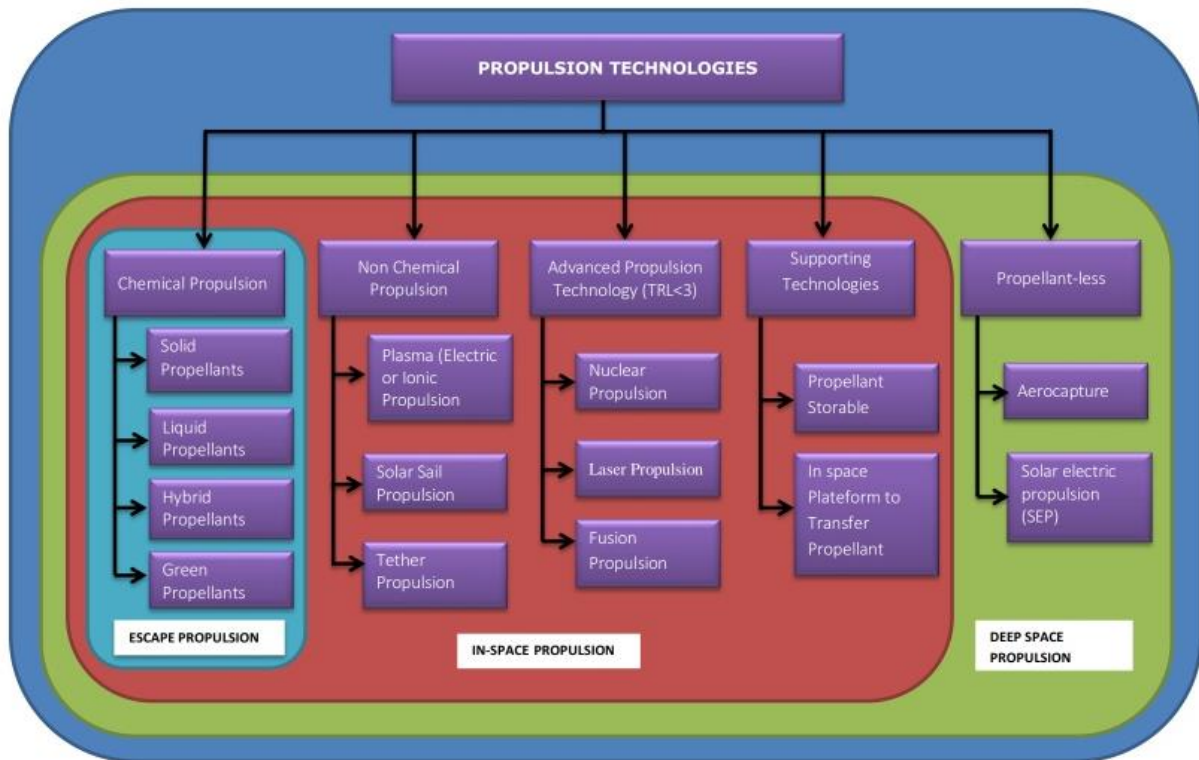 PROPULSION TECHNOLOGIES
Chemical Propulsion
Solid
Propellants
Liquid
Propellants
Hybrid
Propellants
Green
Propellants
ESCAPE PROPULSION
Non Chemical
Propulsion
Plasma (Electric
or Ionic
Propulsion
Solar Sail
Propulsion
Tether
Propulsion
Advanced Propulsion
Technology (TRL<3)
Nuclear
Propulsion
Laser Propulsion
Fusion
Propulsion
IN-SPACE PROPULSION
Supporting
Technologies
Propellant
Storable
In space
Plateform to
Transfer
Propellant
Propellant-less
Aerocapture
Solar electric
propulsion
(SEP)
DEEP SPACE
PROPULSION